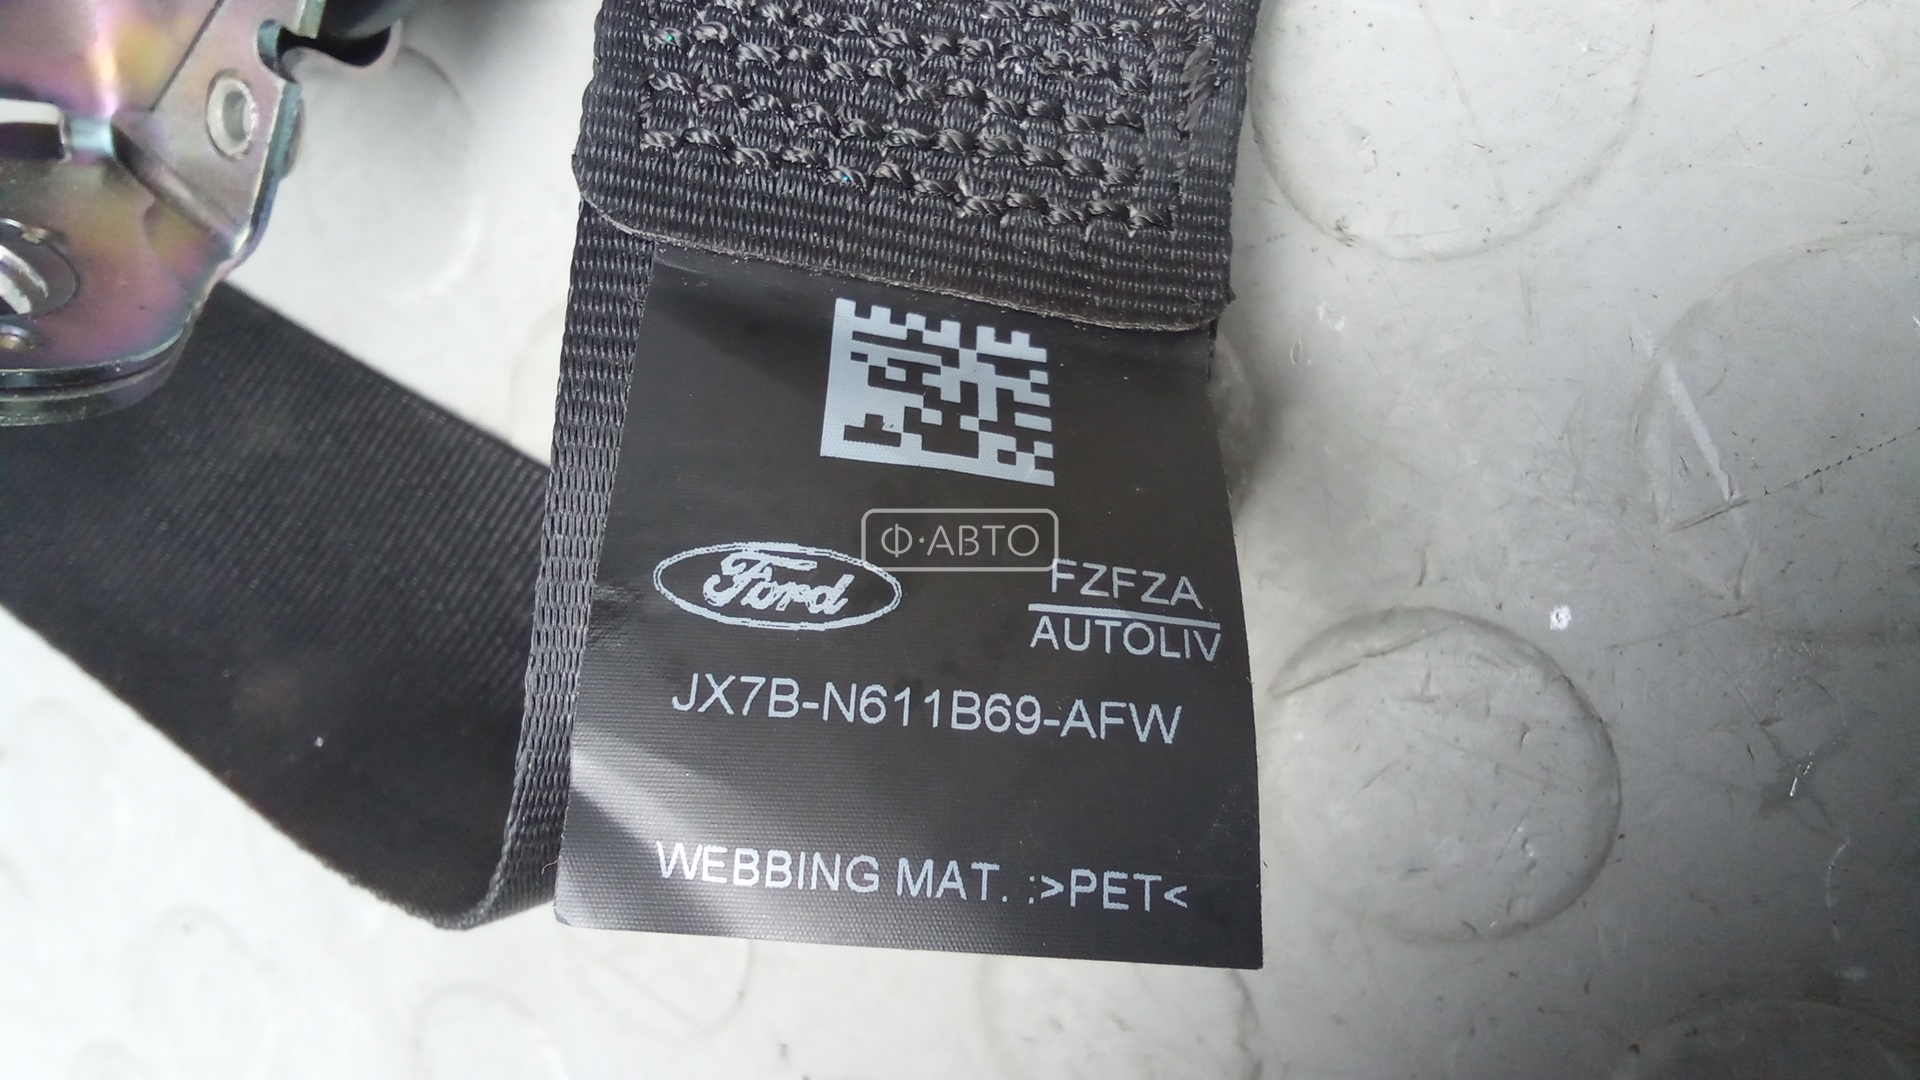 Ф·АВТО
Ford
FZFZA
AUTOLIV
JX7B-N611B69-AFW
WEBBING MAT. :>PET<